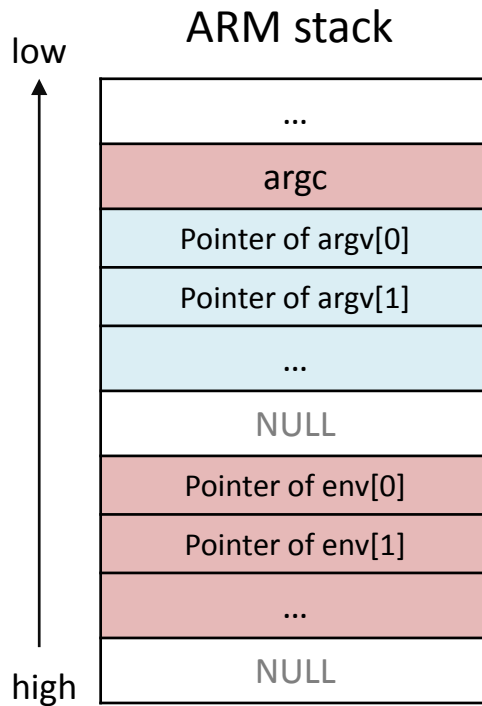 ARM stack
low
...
argc
Pointer of argv[0]
Pointer of argv[1]
...
NULL
Pointer of env[0]
Pointer of env[1]
...
NULL
high